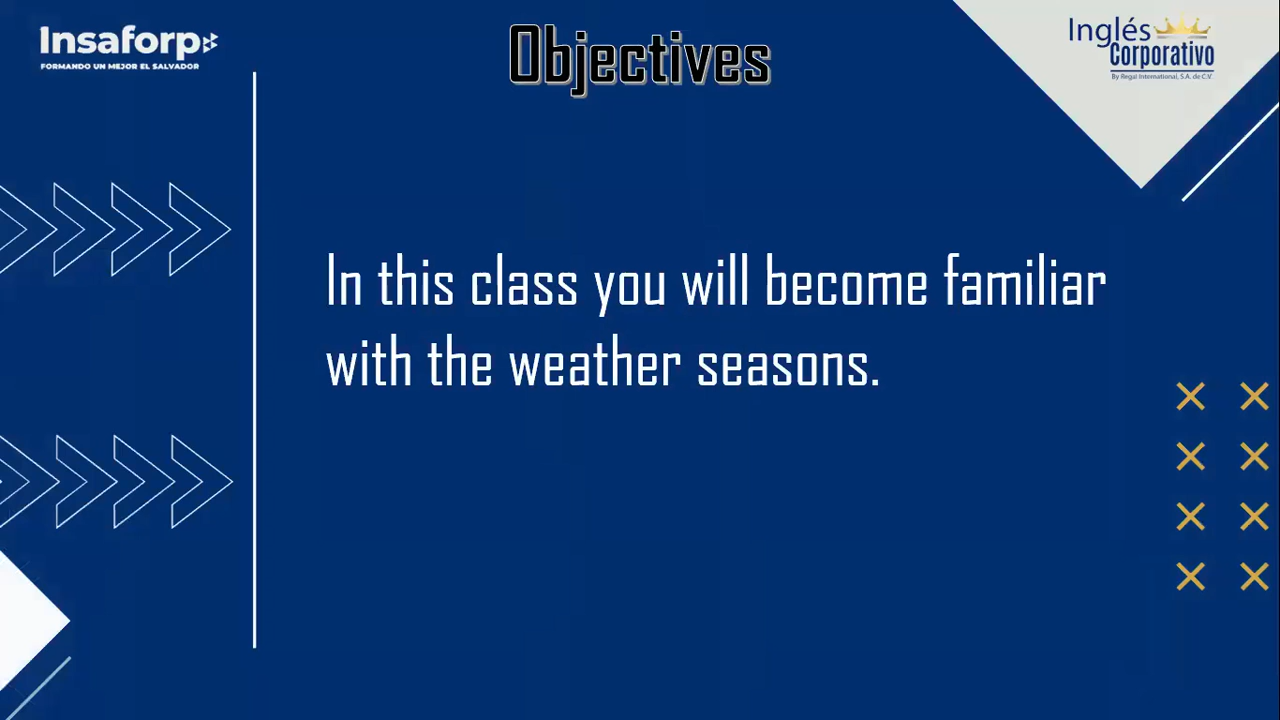 Insaforp
FORMANDO UN MEJOR EL SALVADOR
Objectives
Inglés
Corporativo
By Regal International, S.A. de C.V.
In this class you will become familiar
with the weather seasons.